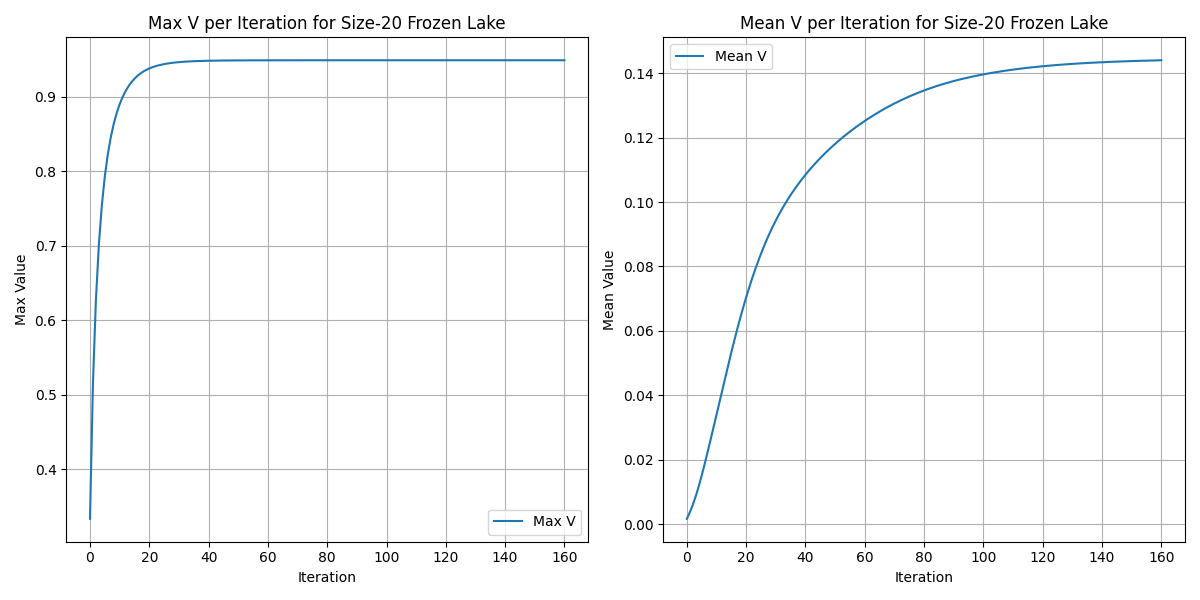 Max V per Iteration for Size-20 Frozen Lake
Max Value
0.9
0.8
0.7
0.6
0.5
0.4
Max V
0 20 40 60 80 100 120 140 160
Iteration
Mean V per Iteration for Size-20 Frozen Lake
Mean V
Mean Value
0.14
0.12
0.10
0.08
0.06
0.04
0.02
0.00
0 20 40 60 80 100 120 140 160
Iteration